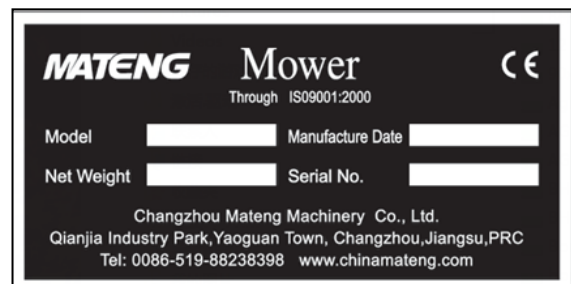 MATENG Mower CE
Through IS09001:2000
Model Manufacture Date
Net Weight Serial No.
Changzhou Mateng Machinery Co., Ltd.
Qianjia Industry Park,Yaoguan Town, Changzhou,Jiangsu,PRC
Tel: 0086-519-88238398 www.chinamateng.com